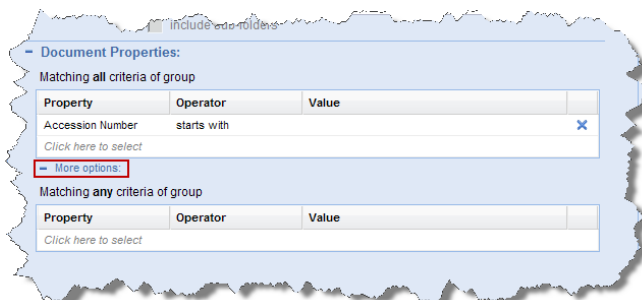 include sub-folders
Document Properties:
Matching all criteria of group
Property Operator Value
Accession Number starts with
Click here to select
More options:
Matching any criteria of group
Property Operator Value
Click here to select